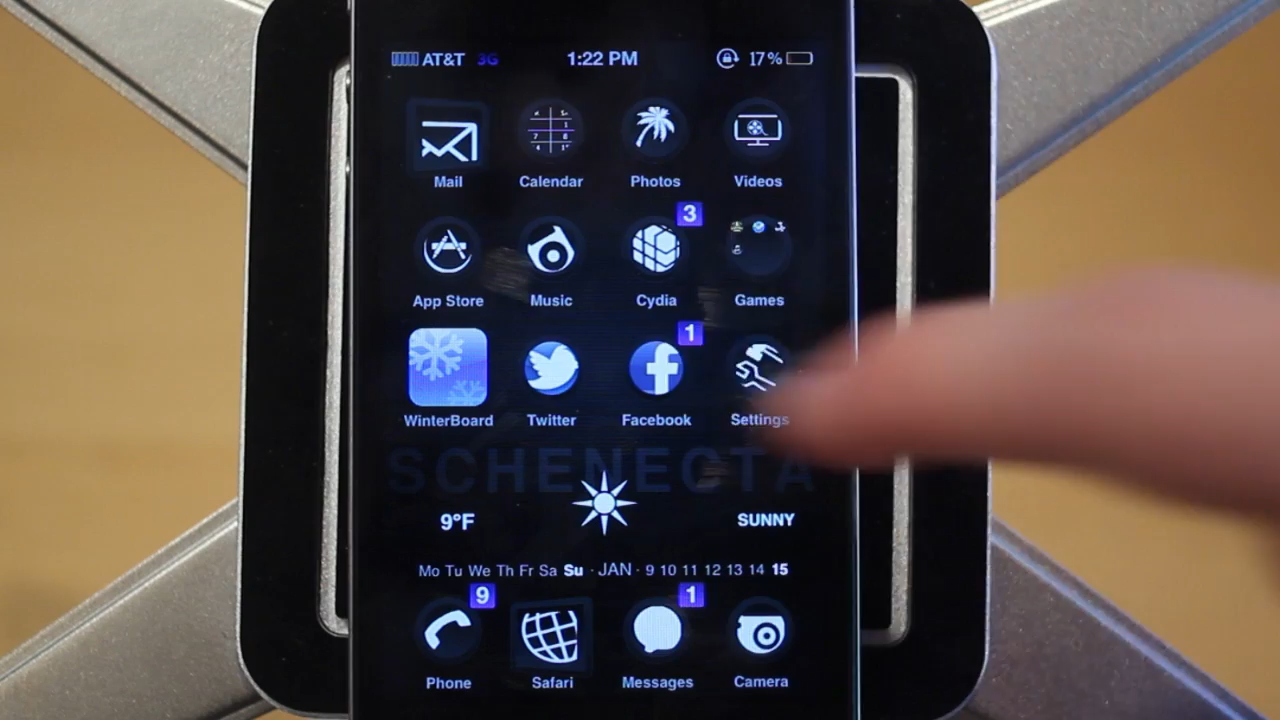 AT&T 3G 1:22 PM 17%
Mail Calendar Photos Videos
3
App Store Music Cydia Games
1
WinterBoard Twitter Facebook Settings
SCHENECTA
9°F SUNNY
Mo Tu We Th Fr Sa Su · JAN · 9 10 11 12 13 14 15
9 1
Phone Safari Messages Camera